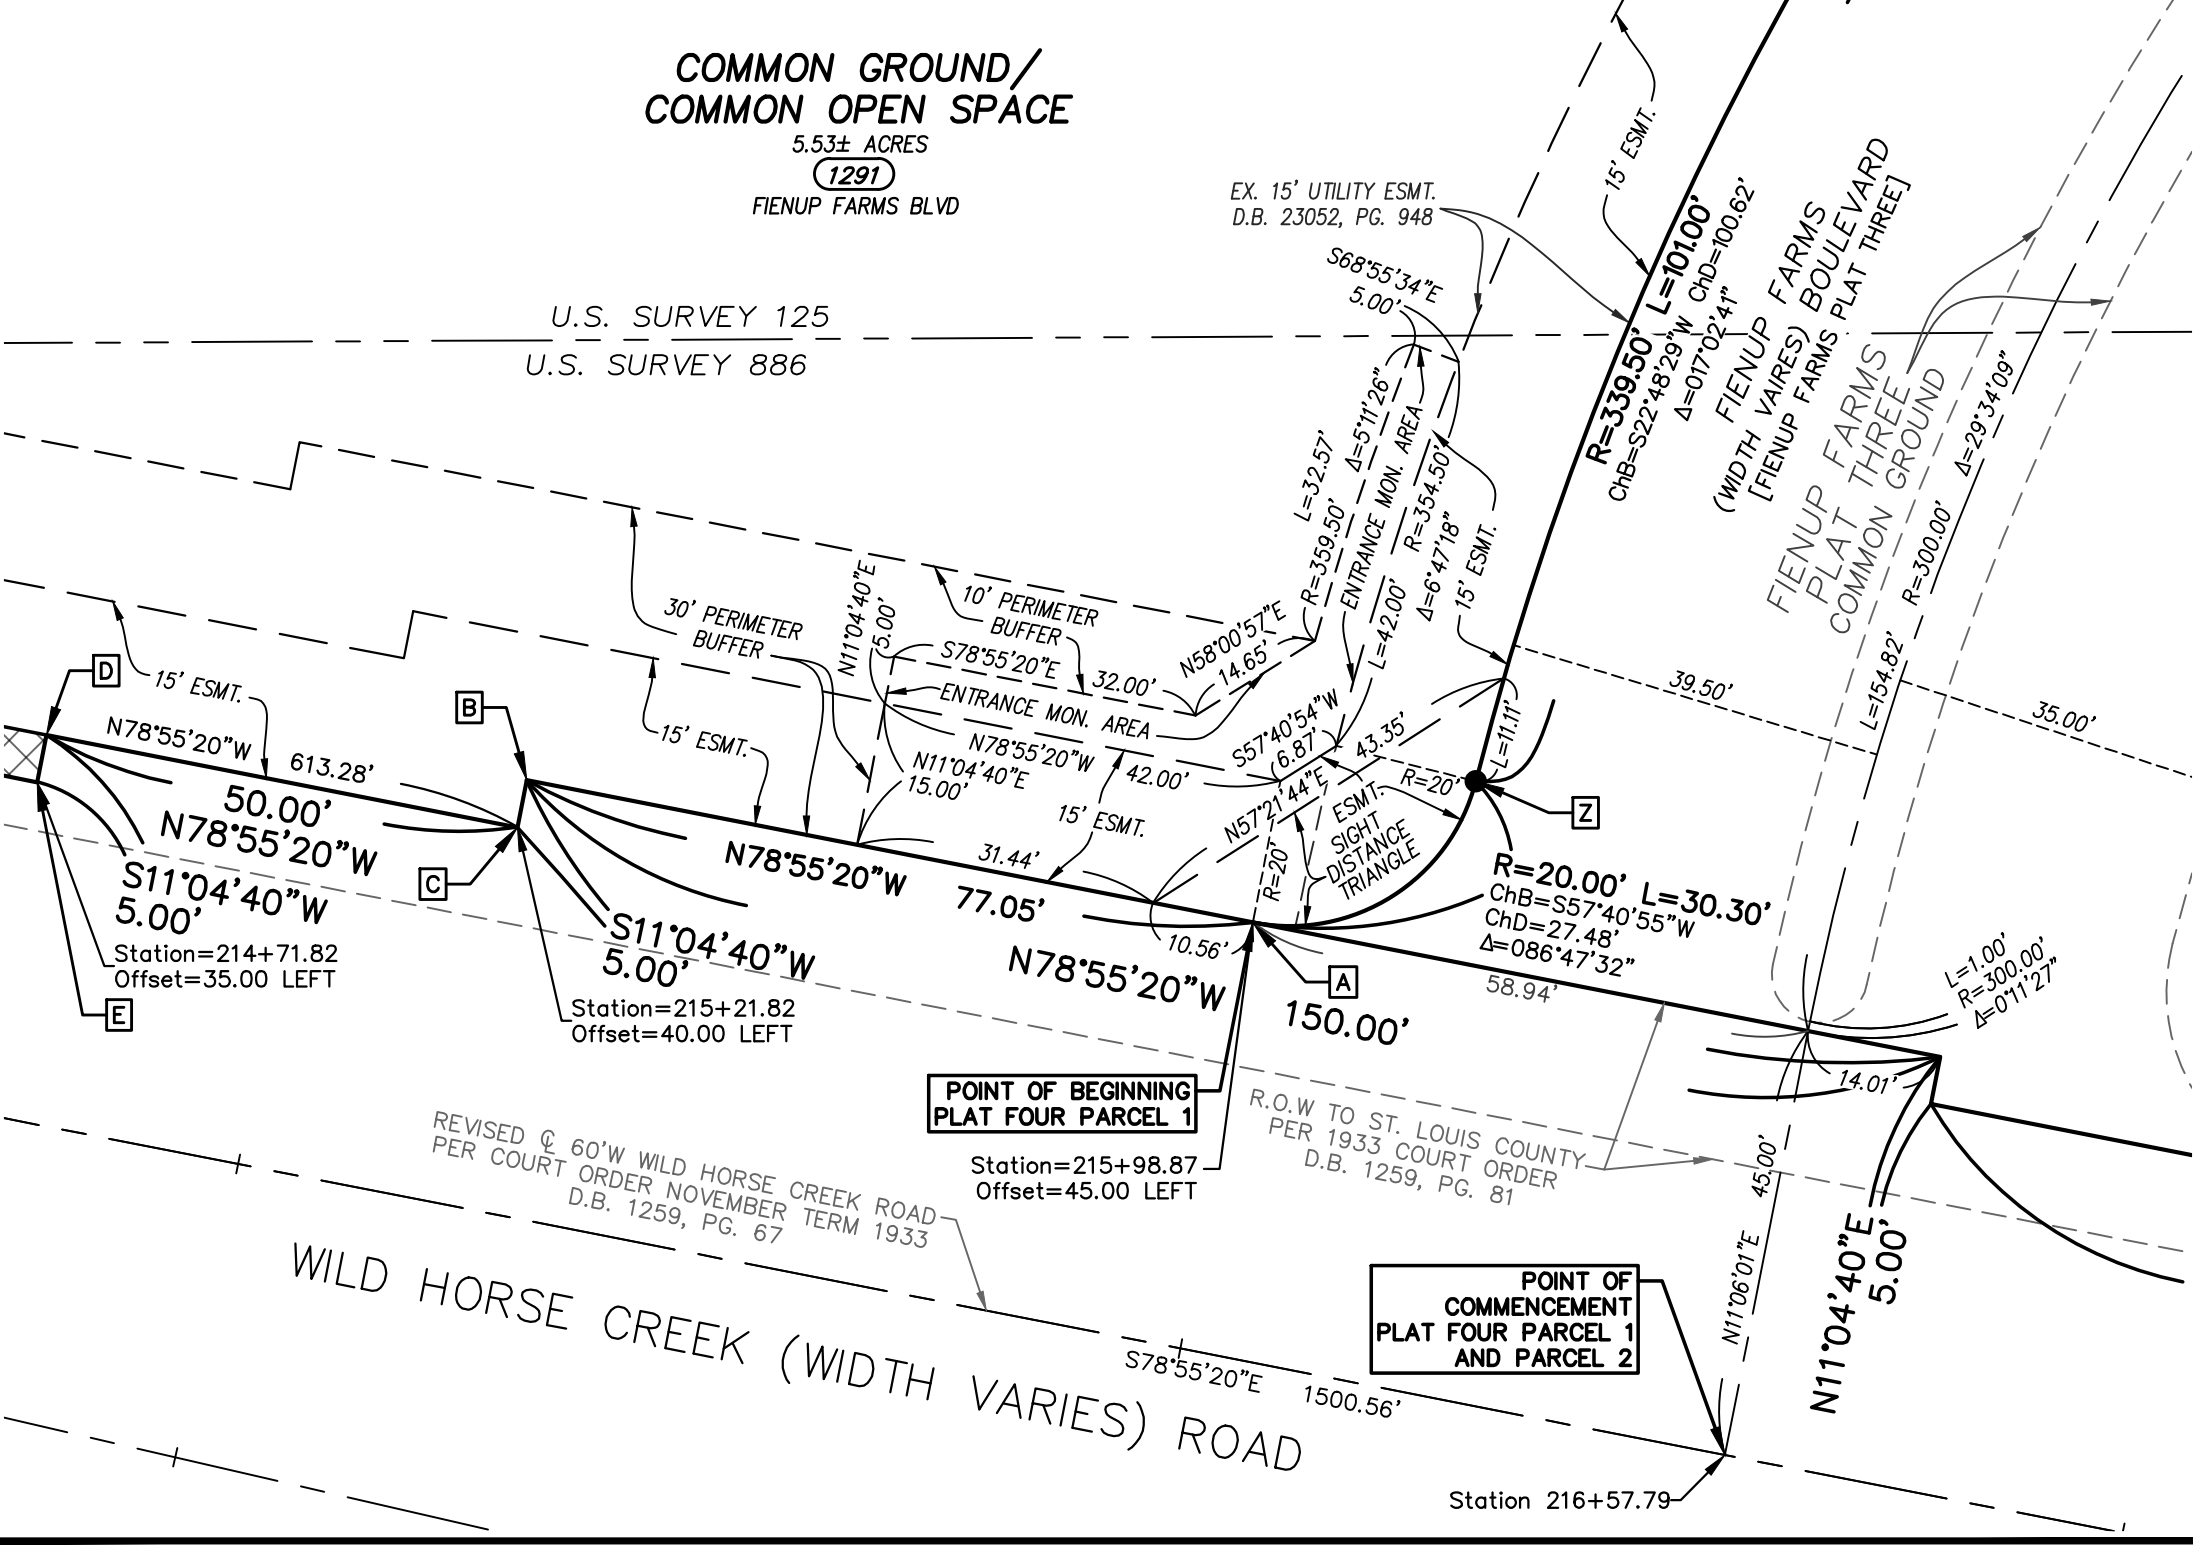 COMMON GROUND/
COMMON OPEN SPACE
5.53± ACRES
1291
FIENUP FARMS BLVD
EX. 15' UTILITY ESMT.
D.B. 23052, PG. 948
15' ESMT.
S68°55'34"E
5.00'
R=339.50' L=101.00'
ChB=S22°48'29"W ChD=100.62'
Δ=017°02'41"
FIENUP FARMS
FIENUP FARMS BOULEVARD
(WIDTH VAIRES)
[FIENUP FARMS PLAT THREE]
FIENUP FARMS
PLAT THREE
COMMON GROUND
Δ=29°34'09"
R=300.00'
L=154.82'
U.S. SURVEY 125
U.S. SURVEY 886
L=32.57'
Δ=5°11'26"
R=359.50'
ENTRANCE MON. AREA
R=354.50'
Δ=6°47'18"
L=42.00'
15' ESMT.
30' PERIMETER
BUFFER
N11°04'40"E
5.00'
10' PERIMETER
BUFFER
S78°55'20"E
32.00'
N58°00'57"E
14.65'
ENTRANCE MON. AREA
N78°55'20"W
42.00'
N11°04'40"E
15.00'
S57°40'54"W
6.87'
43.35'
N57°21'44"E
L=11.11'
R=20'
39.50'
35.00'
D
15' ESMT.
N78°55'20"W
613.28'
B
15' ESMT.
15' ESMT.
ESMT.
SIGHT
DISTANCE
TRIANGLE
R=20'
Z
50.00'
N78°55'20"W
S11°04'40"W
5.00'
C
N78°55'20"W
77.05'
31.44'
10.56'
R=20.00' L=30.30'
ChB=S57°40'55"W
ChD=27.48'
Δ=086°47'32"
58.94'
S11°04'40"W
5.00'
Station=214+71.82
Offset=35.00 LEFT
E
Station=215+21.82
Offset=40.00 LEFT
N78°55'20"W
150.00'
A
L=1.00'
R=300.00'
Δ=0°11'27"
14.01'
POINT OF BEGINNING
PLAT FOUR PARCEL 1
Station=215+98.87
Offset=45.00 LEFT
R.O.W TO ST. LOUIS COUNTY
PER 1933 COURT ORDER
D.B. 1259, PG. 81
REVISED ℄ 60'W WILD HORSE CREEK ROAD
PER COURT ORDER NOVEMBER TERM 1933
D.B. 1259, PG. 67
45.00'
N11°06'01"E
N11°04'40"E
5.00'
POINT OF
COMMENCEMENT
PLAT FOUR PARCEL 1
AND PARCEL 2
WILD HORSE CREEK (WIDTH VARIES) ROAD
S78°55'20"E 1500.56'
Station 216+57.79